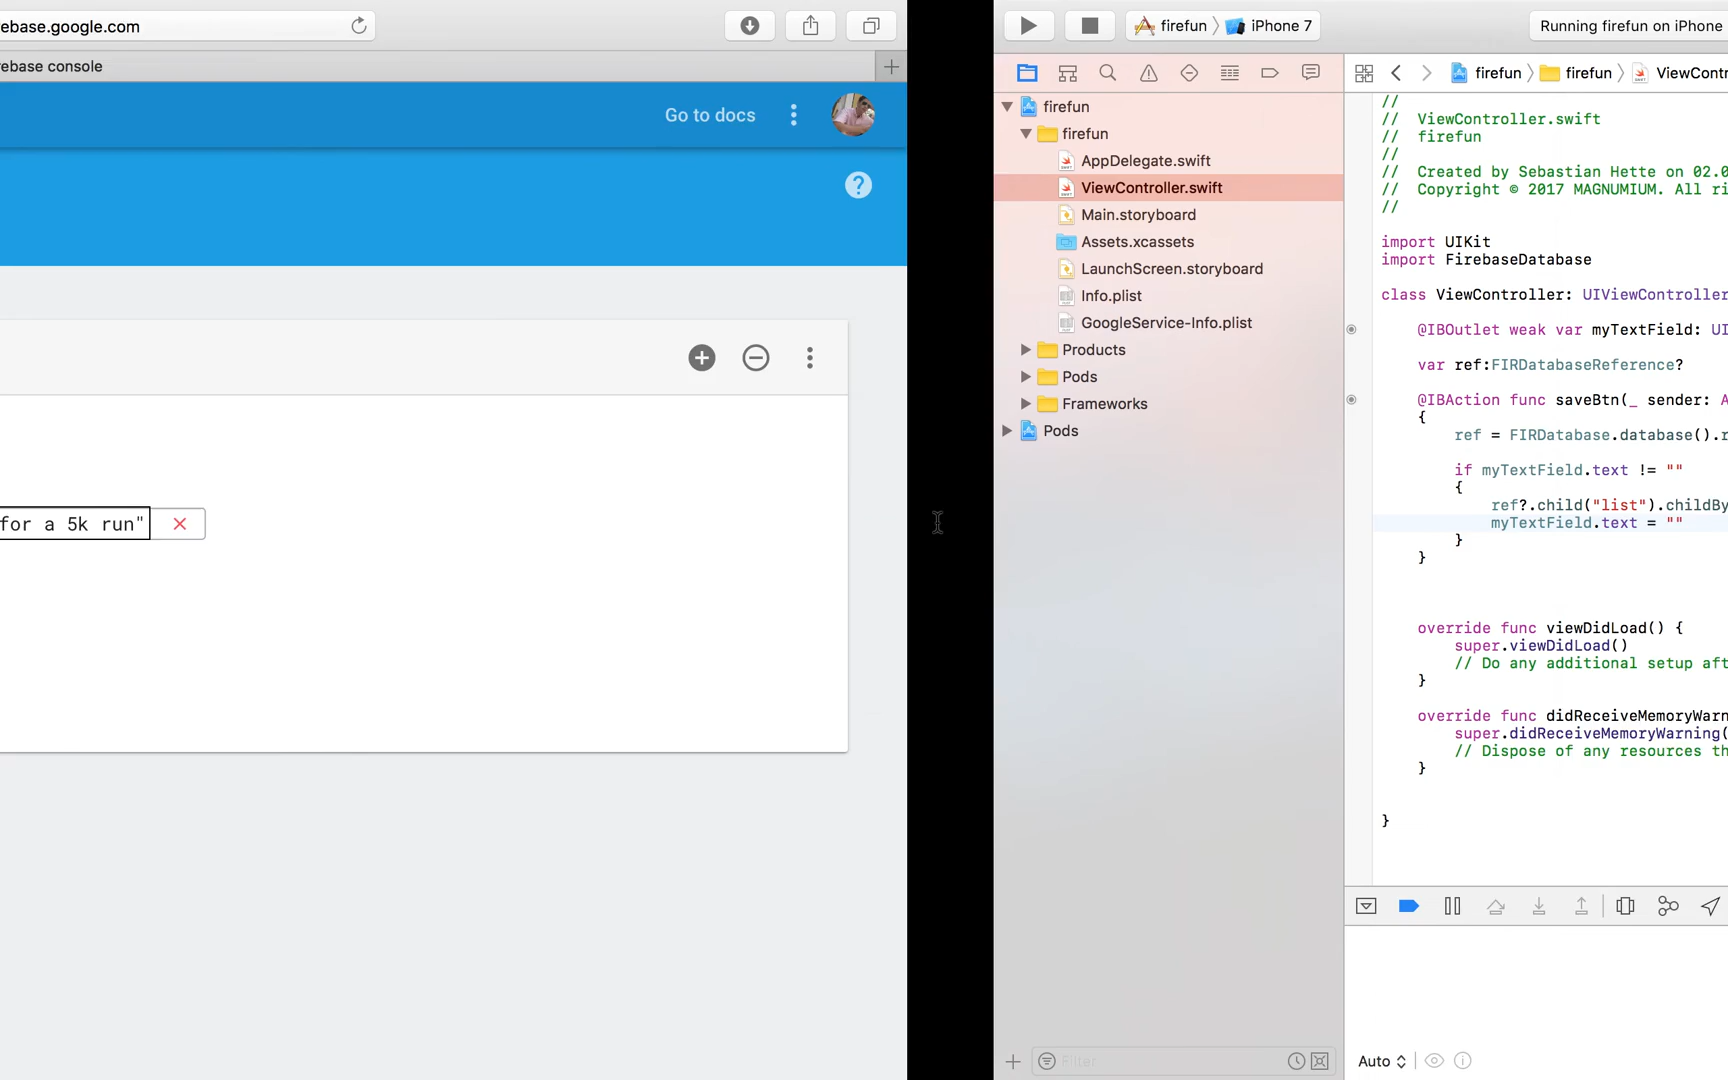 ebase.google.com
ebase console
Go to docs
?
for a 5k run"
firefun
iPhone 7
Running firefun on iPhone
firefun
firefun
AppDelegate.swift
ViewController.swift
Main.storyboard
Assets.xcassets
LaunchScreen.storyboard
Info.plist
GoogleService-Info.plist
Products
Pods
Frameworks
Pods
Filter
firefun
firefun
ViewContr
//
// ViewController.swift
// firefun
//
// Created by Sebastian Hette on 02.0
// Copyright © 2017 MAGNUMIUM. All ri
//
import UIKit
import FirebaseDatabase
class ViewController: UIViewController
@IBOutlet weak var myTextField: UI
var ref:FIRDatabaseReference?
@IBAction func saveBtn(_ sender: A
{
ref = FIRDatabase.database().r
if myTextField.text != ""
{
ref?.child("list").childBy
myTextField.text = ""
}
}
override func viewDidLoad() {
super.viewDidLoad()
// Do any additional setup aft
}
override func didReceiveMemoryWarn
super.didReceiveMemoryWarning(
// Dispose of any resources th
}
}
Auto